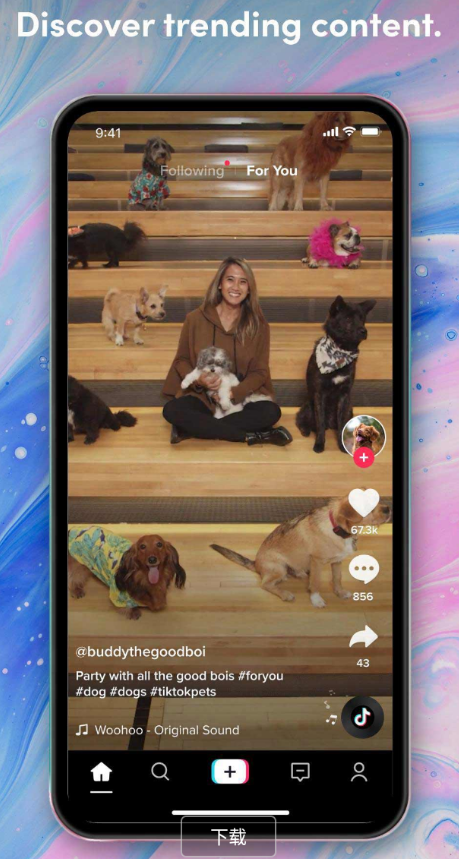 Discover trending content.
9:41
Following For You
67.3k
856
@buddythegoodboi
43
Party with all the good bois #foryou
#dog #dogs #tiktokpets
Woohoo - Original Sound
下载